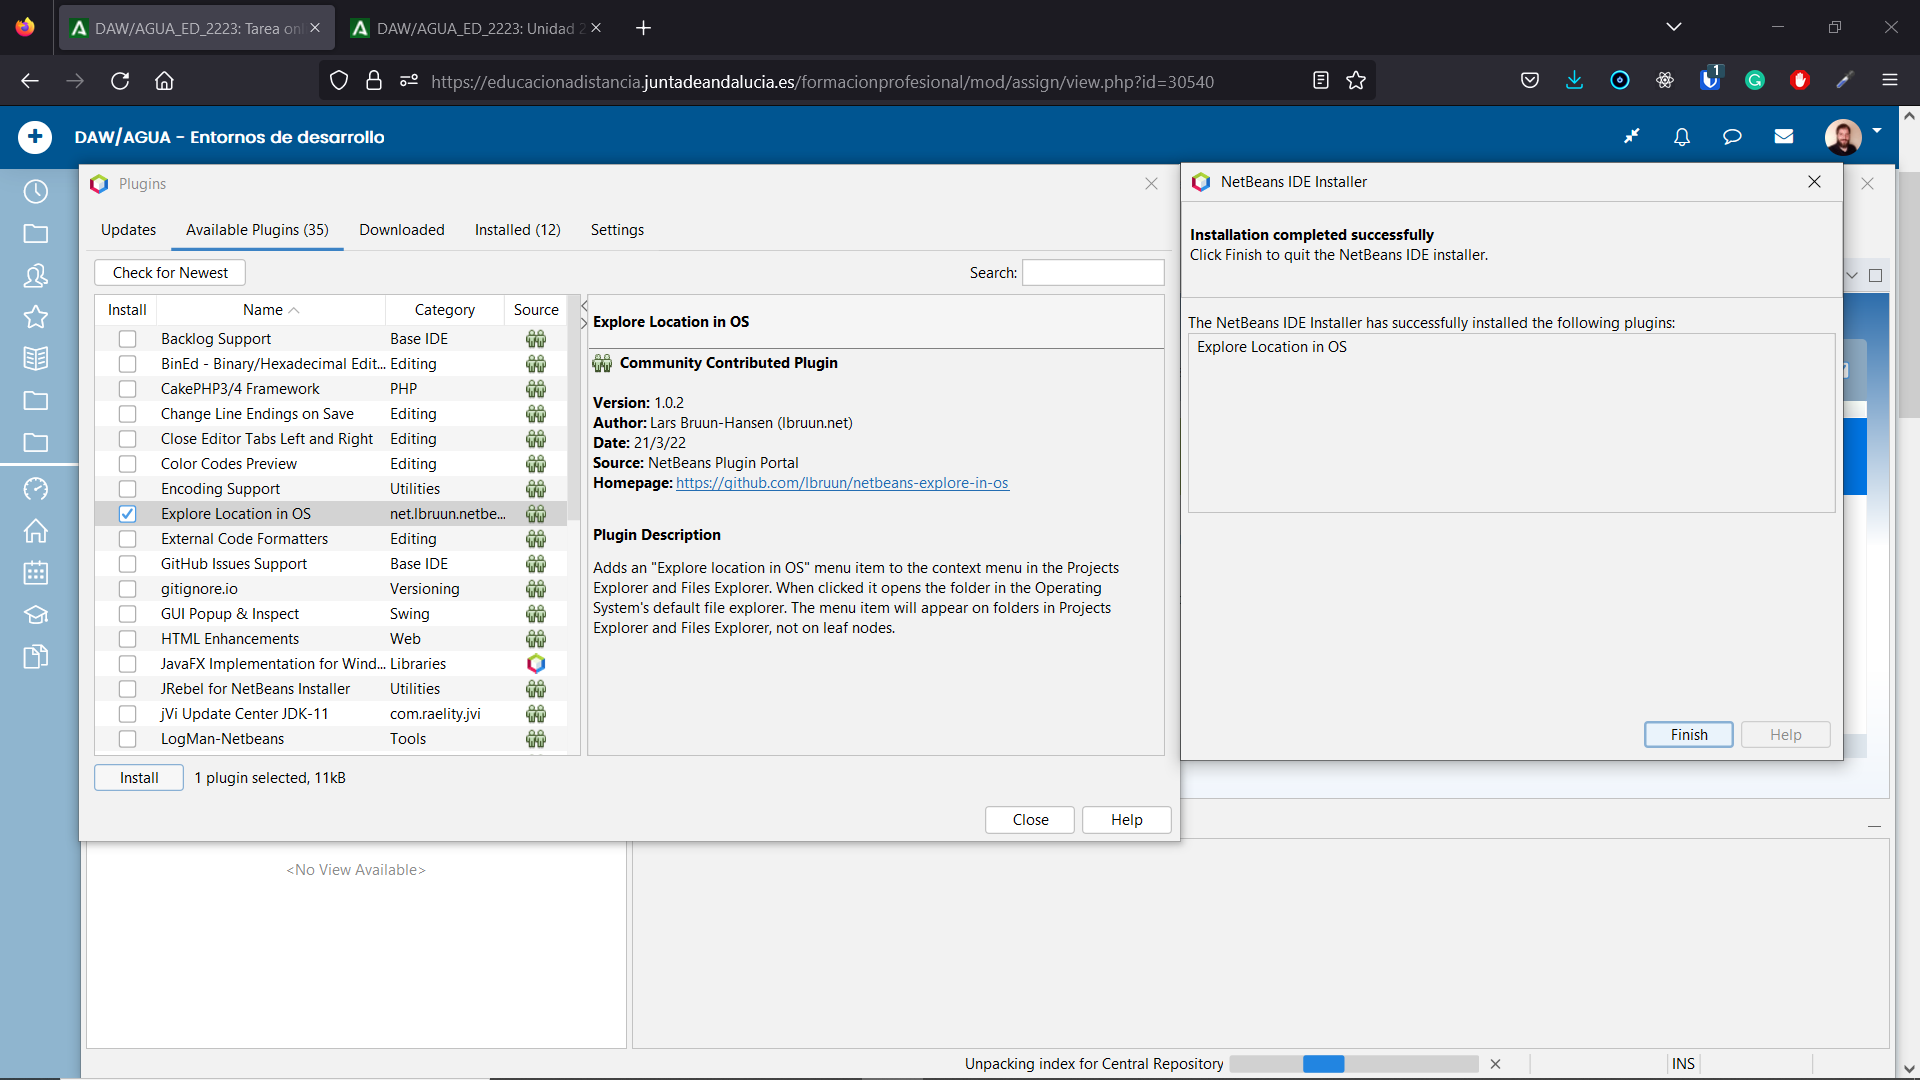 DAW/AGUA_ED_2223: Tarea onl
DAW/AGUA_ED_2223: Unidad 2
https://educacionadistancia.juntadeandalucia.es/formacionprofesional/mod/assign/view.php?id=30540
1
DAW/AGUA - Entornos de desarrollo
Plugins
Updates
Available Plugins (35)
Downloaded
Installed (12)
Settings
Check for Newest
Search:
Install Name Category Source
Backlog Support Base IDE
BinEd - Binary/Hexadecimal Edit... Editing
CakePHP3/4 Framework PHP
Change Line Endings on Save Editing
Close Editor Tabs Left and Right Editing
Color Codes Preview Editing
Encoding Support Utilities
Explore Location in OS net.lbruun.netbe...
External Code Formatters Editing
GitHub Issues Support Base IDE
gitignore.io Versioning
GUI Popup & Inspect Swing
HTML Enhancements Web
JavaFX Implementation for Wind... Libraries
JRebel for NetBeans Installer Utilities
jVi Update Center JDK-11 com.raelity.jvi
LogMan-Netbeans Tools
Explore Location in OS
Community Contributed Plugin
Version: 1.0.2
Author: Lars Bruun-Hansen (lbruun.net)
Date: 21/3/22
Source: NetBeans Plugin Portal
Homepage: https://github.com/lbruun/netbeans-explore-in-os
Plugin Description
Adds an "Explore location in OS" menu item to the context menu in the Projects
Explorer and Files Explorer. When clicked it opens the folder in the Operating
System's default file explorer. The menu item will appear on folders in Projects
Explorer and Files Explorer, not on leaf nodes.
Install
1 plugin selected, 11kB
Close
Help
NetBeans IDE Installer
Installation completed successfully
Click Finish to quit the NetBeans IDE installer.
The NetBeans IDE Installer has successfully installed the following plugins:
Explore Location in OS
Finish
Help
<No View Available>
Unpacking index for Central Repository
INS